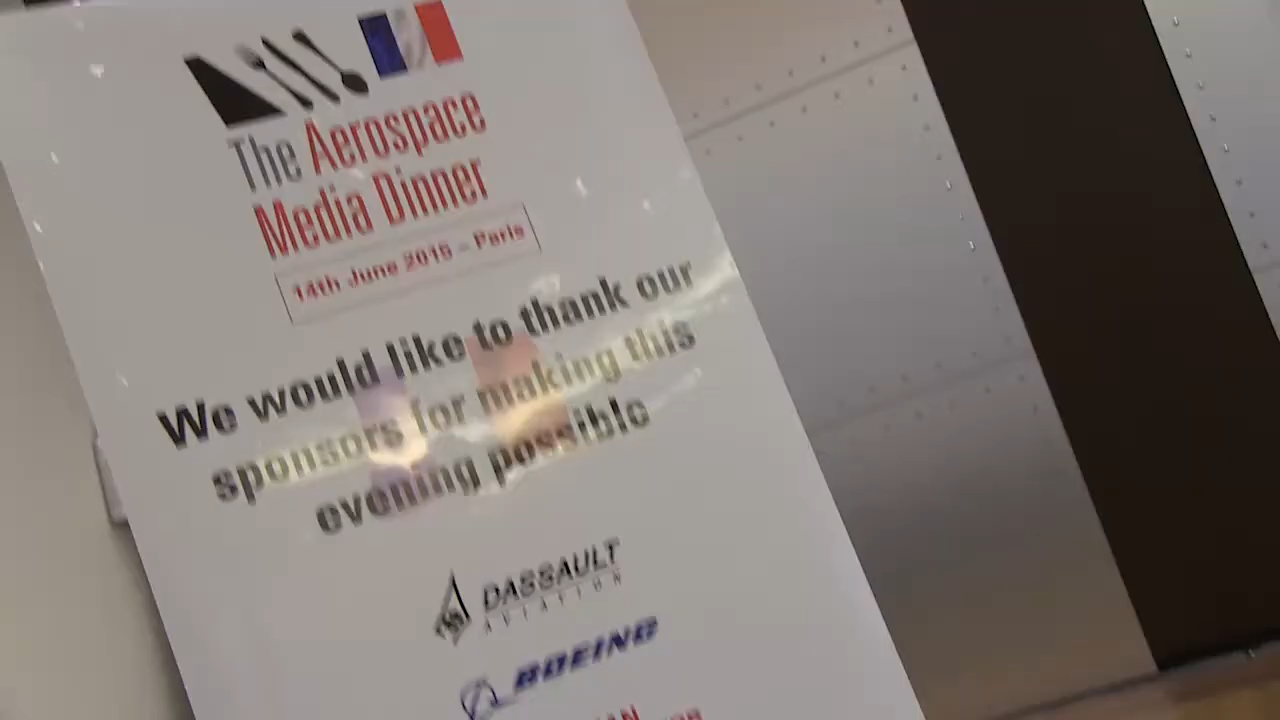 The Aerospace
Media Dinner
14th June 2015 - Paris
We would like to thank our
sponsors for making this
evening possible
DASSAULT
AVIATION
BOEING